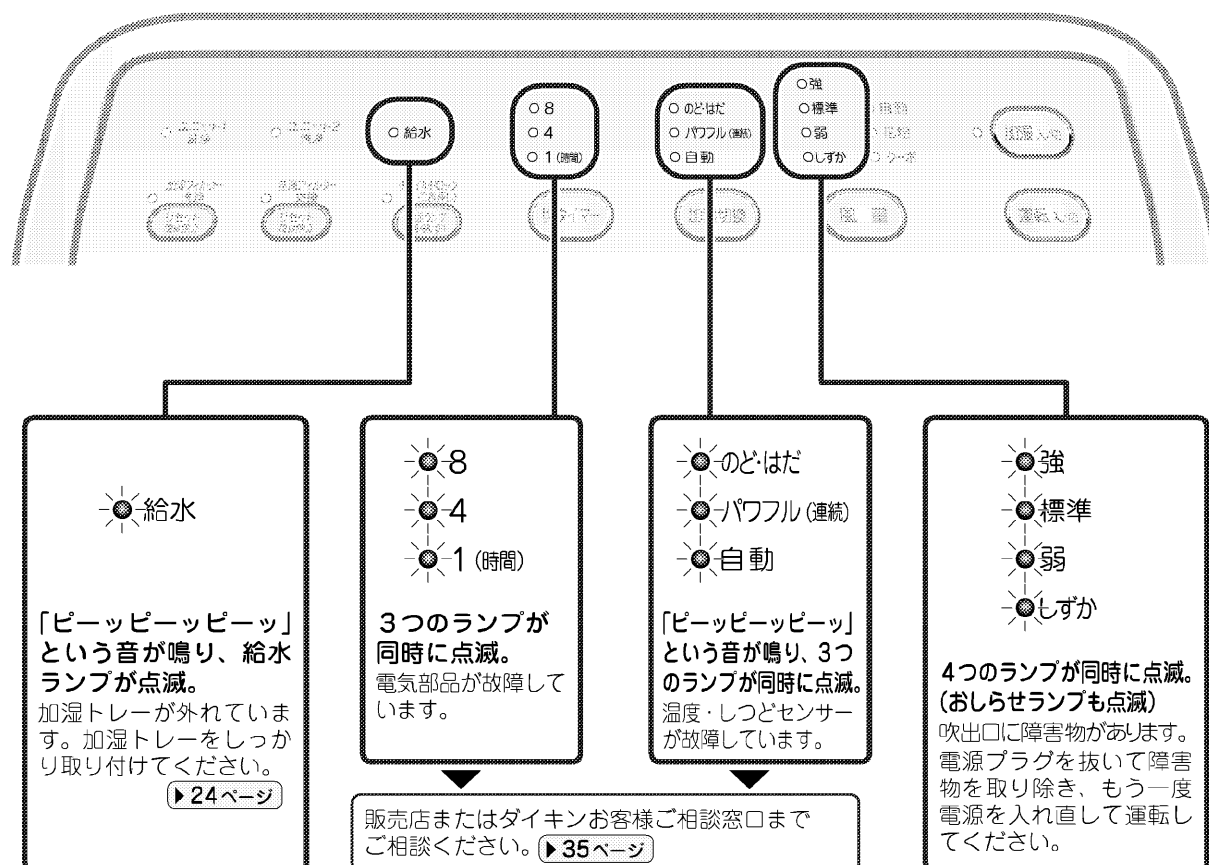 強
8
のど・はだ
標準
給水
4
パワフル(連続)
弱
1(時間)
自動
しずか
給水
「ピーッピーッピーッ」
という音が鳴り、給水
ランプが点滅。
加湿トレーが外れていま
す。加湿トレーをしっか
り取り付けてください。
▶24ページ
8
4
1(時間)
3つのランプが
同時に点滅。
電気部品が故障して
います。
のど・はだ
パワフル(連続)
自動
「ピーッピーッピーッ」
という音が鳴り、3つ
のランプが同時に点滅。
温度・しつどセンサー
が故障しています。
販売店またはダイキンお客様ご相談窓口まで
ご相談ください。▶35ページ
強
標準
弱
しずか
4つのランプが同時に点滅。
(おしらせランプも点滅)
吹出口に障害物があります。
電源プラグを抜いて障害
物を取り除き、もう一度
電源を入れ直して運転し
てください。